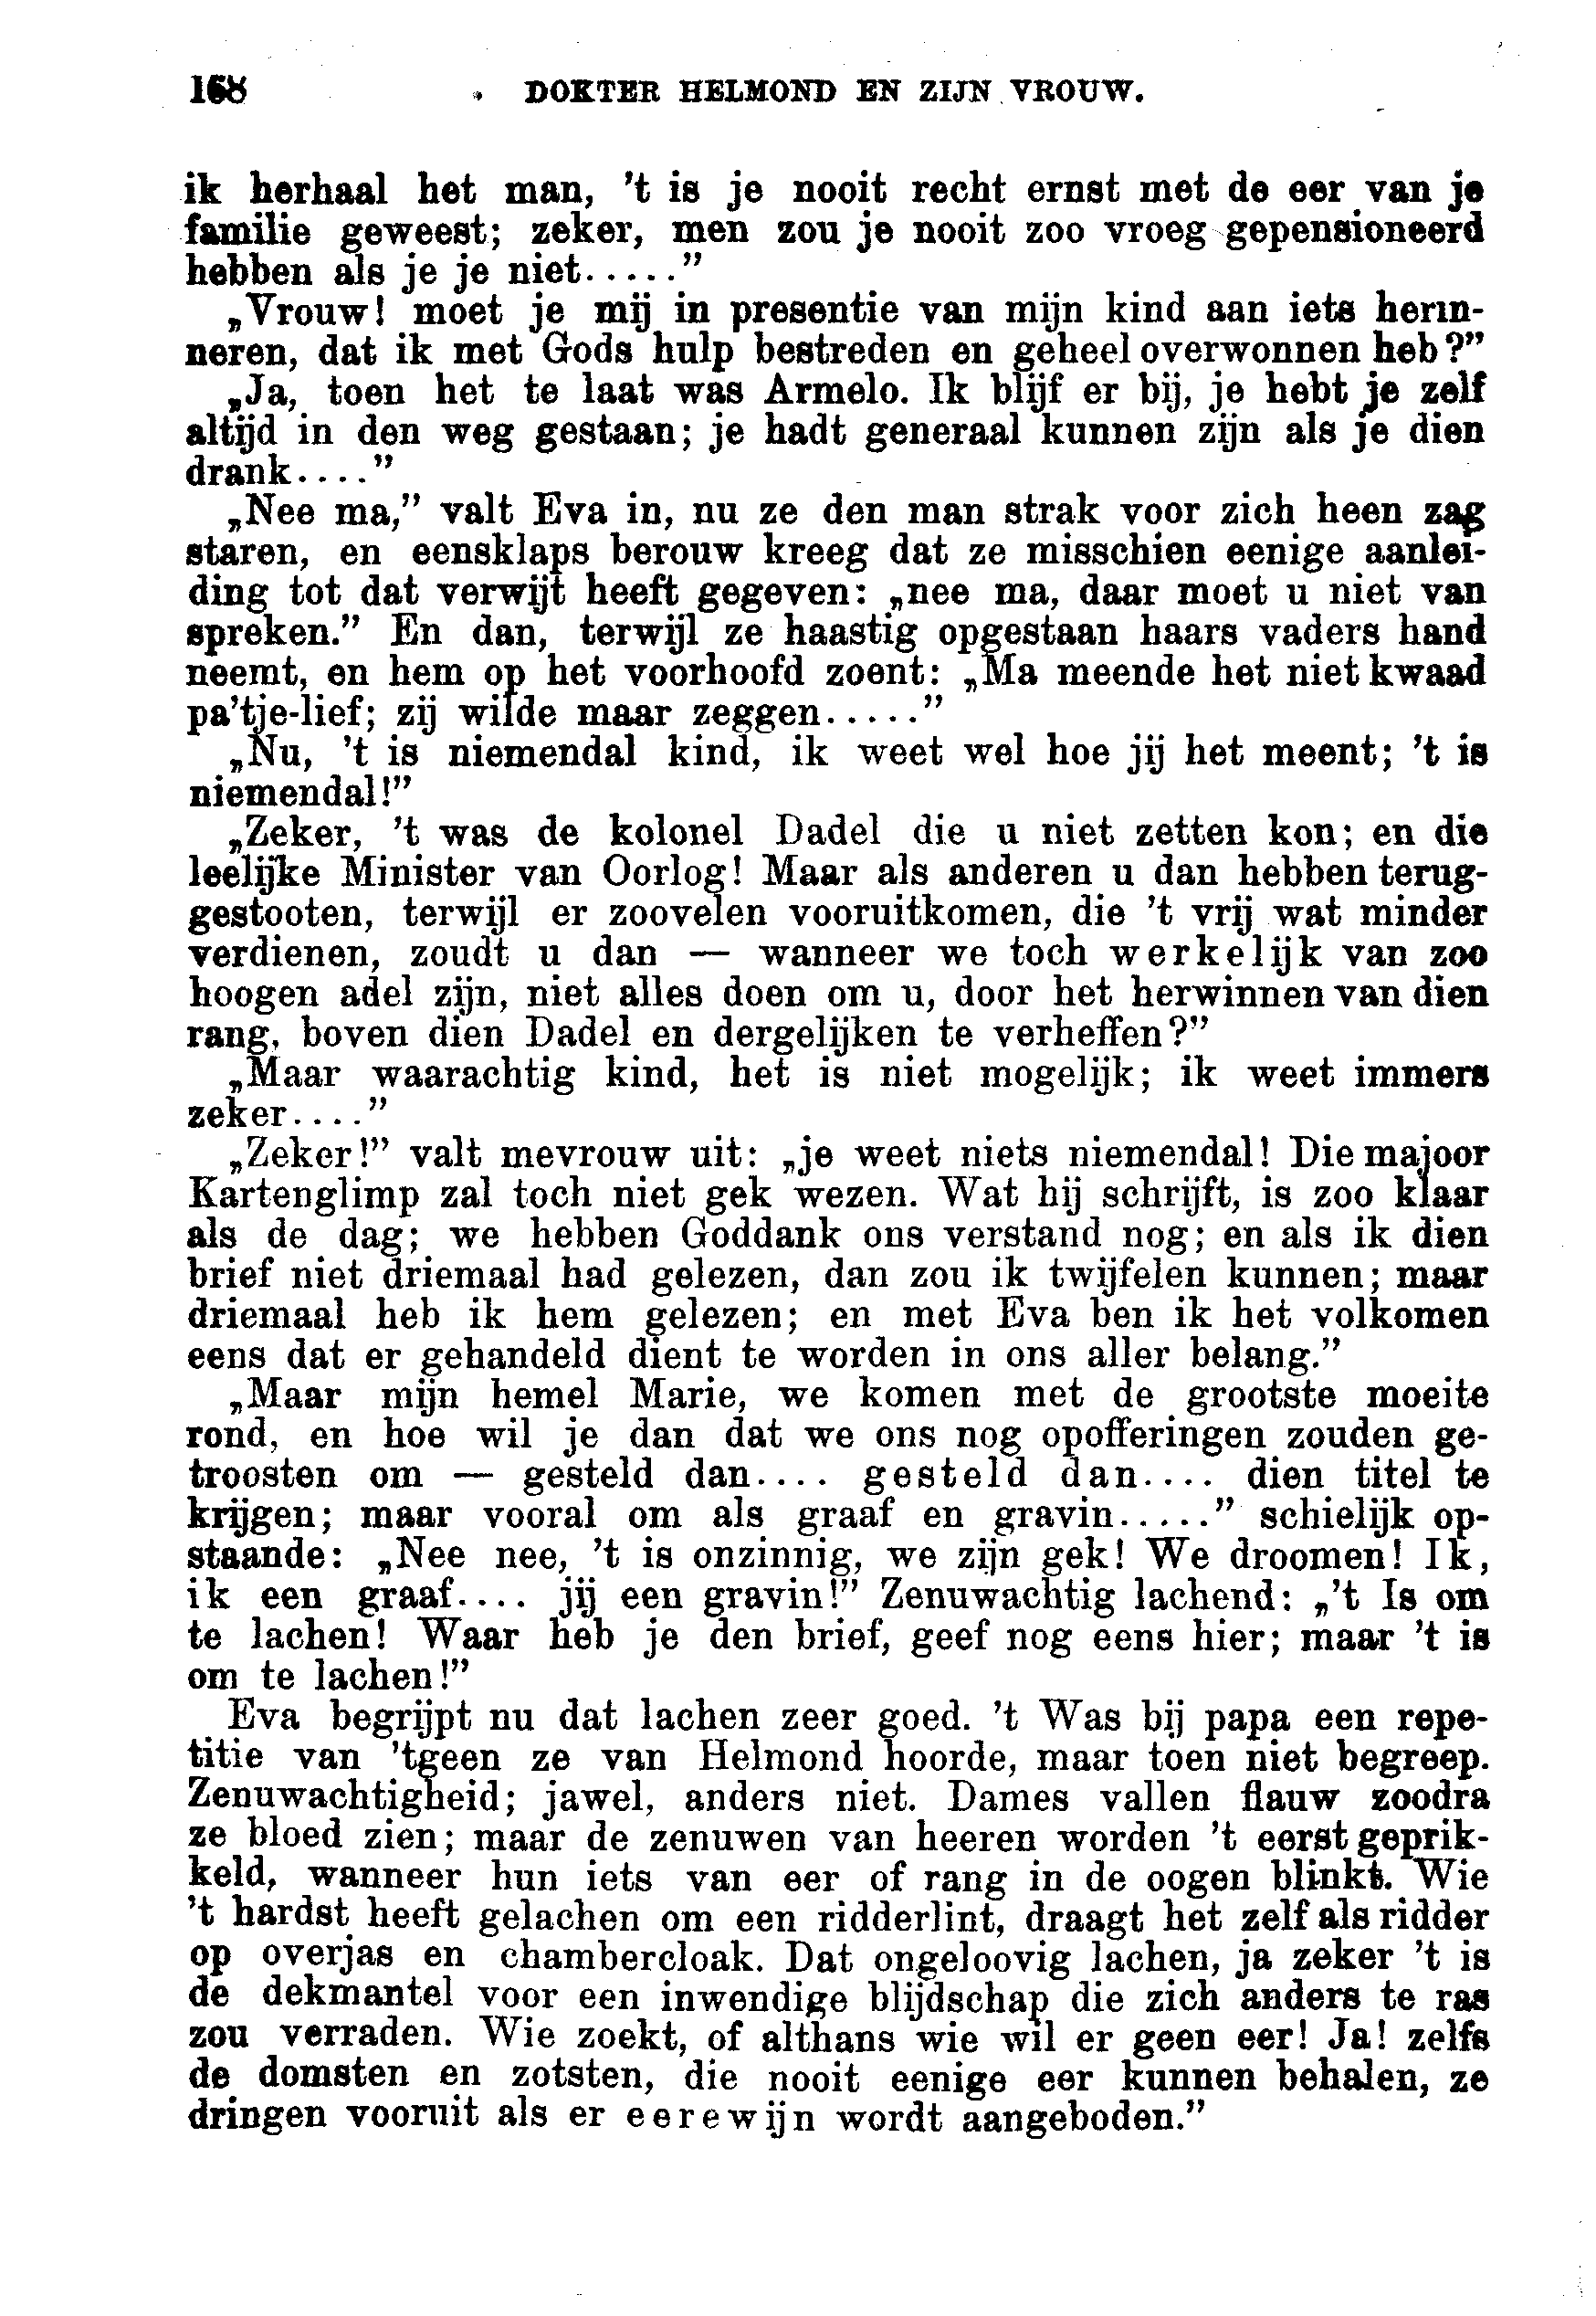 168 DOKTER HELMOND EN ZIJN VROUW.
ik herhaal het man, 't is je nooit recht ernst met de eer van je
familie geweest; zeker, men zou je nooit zoo vroeg gepensioneerd
hebben als je je niet....."
„Vrouw! moet je mij in presentie van mijn kind aan iets herin-
neren, dat ik met Gods hulp bestreden en geheel overwonnen heb?"
„Ja, toen het te laat was Armelo. Ik blijf er bij, je hebt je zelf
altijd in den weg gestaan; je hadt generaal kunnen zijn als je dien
drank...."
„Nee ma," valt Eva in, nu ze den man strak voor zich heen zag
staren, en eensklaps berouw kreeg dat ze misschien eenige aanlei-
ding tot dat verwijt heeft gegeven: „nee ma, daar moet u niet van
spreken." En dan, terwijl ze haastig opgestaan haars vaders hand
neemt, en hem op het voorhoofd zoent: „Ma meende het niet kwaad
pa'tje-lief; zij wilde maar zeggen....."
„Nu, 't is niemendal kind, ik weet wel hoe jij het meent; 't is
niemendal!"
„Zeker, 't was de kolonel Dadel die u niet zetten kon; en die
leelijke Minister van Oorlog! Maar als anderen u dan hebben terug-
gestooten, terwijl er zoovelen vooruitkomen, die 't vrij wat minder
verdienen, zoudt u dan — wanneer we toch werkelijk van zoo
hoogen adel zijn, niet alles doen om u, door het herwinnen van dien
rang, boven dien Dadel en dergelijken te verheffen?"
„Maar waarachtig kind, het is niet mogelijk; ik weet immers
zeker...."
„Zeker!" valt mevrouw uit: „je weet niets niemendal! Die majoor
Kartenglimp zal toch niet gek wezen. Wat hij schrijft, is zoo klaar
als de dag; we hebben Goddank ons verstand nog; en als ik dien
brief niet driemaal had gelezen, dan zou ik twijfelen kunnen; maar
driemaal heb ik hem gelezen; en met Eva ben ik het volkomen
eens dat er gehandeld dient te worden in ons aller belang."
„Maar mijn hemel Marie, we komen met de grootste moeite
rond, en hoe wil je dan dat we ons nog opofferingen zouden ge-
troosten om — gesteld dan.... gesteld dan.... dien titel te
krijgen; maar vooral om als graaf en gravin....." schielijk op-
staande: „Nee nee, 't is onzinnig, we zijn gek! We droomen! Ik,
ik een graaf.... jij een gravin!" Zenuwachtig lachend: „'t Is om
te lachen! Waar heb je den brief, geef nog eens hier; maar 't is
om te lachen!"
Eva begrijpt nu dat lachen zeer goed. 't Was bij papa een repe-
titie van 'tgeen ze van Helmond hoorde, maar toen niet begreep.
Zenuwachtigheid; jawel, anders niet. Dames vallen flauw zoodra
ze bloed zien; maar de zenuwen van heeren worden 't eerst geprik-
keld, wanneer hun iets van eer of rang in de oogen blinkt. Wie
't hardst heeft gelachen om een ridderlint, draagt het zelf als ridder
op overjas en chambercloak. Dat ongeloovig lachen, ja zeker 't is
de dekmantel voor een inwendige blijdschap die zich anders te ras
zou verraden. Wie zoekt, of althans wie wil er geen eer! Ja! zelfs
de domsten en zotsten, die nooit eenige eer kunnen behalen, ze
dringen vooruit als er eerewijn wordt aangeboden."